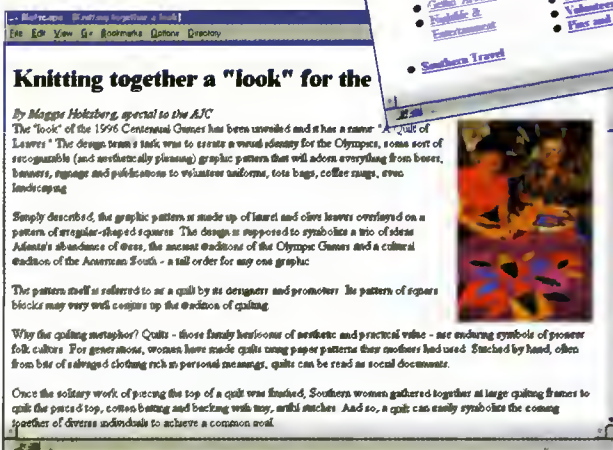 Netscape [Knitting together a look]
File Edit View Go Bookmarks Options Directory
Nightlife &
Entertainment
Southern Travel
Volunteer
Pins and
Knitting together a "look" for the
By Maggie Holtzberg, special to the AJC
The "look" of the 1996 Centennial Games has been unveiled and it has a name: "A Quilt of
Leaves." The design team's task was to create a visual identity for the Olympics, some sort of
recognizable (and aesthetically pleasing) graphic pattern that will adorn everything from boxes,
banners, signage and publications to volunteer uniforms, tote bags, coffee mugs, even
landscaping
Simply described, the graphic pattern is made up of laurel and olive leaves overlayed on a
pattern of irregular-shaped squares. The design is supposed to symbolize a trio of ideas
Atlanta's abundance of trees, the ancient traditions of the Olympic Games and a cultural
tradition of the American South - a tall order for any one graphic
The pattern itself is referred to as a quilt by its designers and promoters. Its pattern of square
blocks may very well conjure up the tradition of quilting.
Why the quilting metaphor? Quilts - those family heirlooms of aesthetic and practical value - are enduring symbols of pioneer
folk culture. For generations, women have made quilts using paper patterns their mothers had used. Stitched by hand, often
from bits of salvaged clothing rich in personal meanings, quilts can be read as social documents.
Once the solitary work of piecing the top of a quilt was finished, Southern women gathered together at large quilting frames to
quilt the pieced top, cotton batting and backing with tiny, artful stitches. And so, a quilt can easily symbolize the coming
together of diverse individuals to achieve a common goal